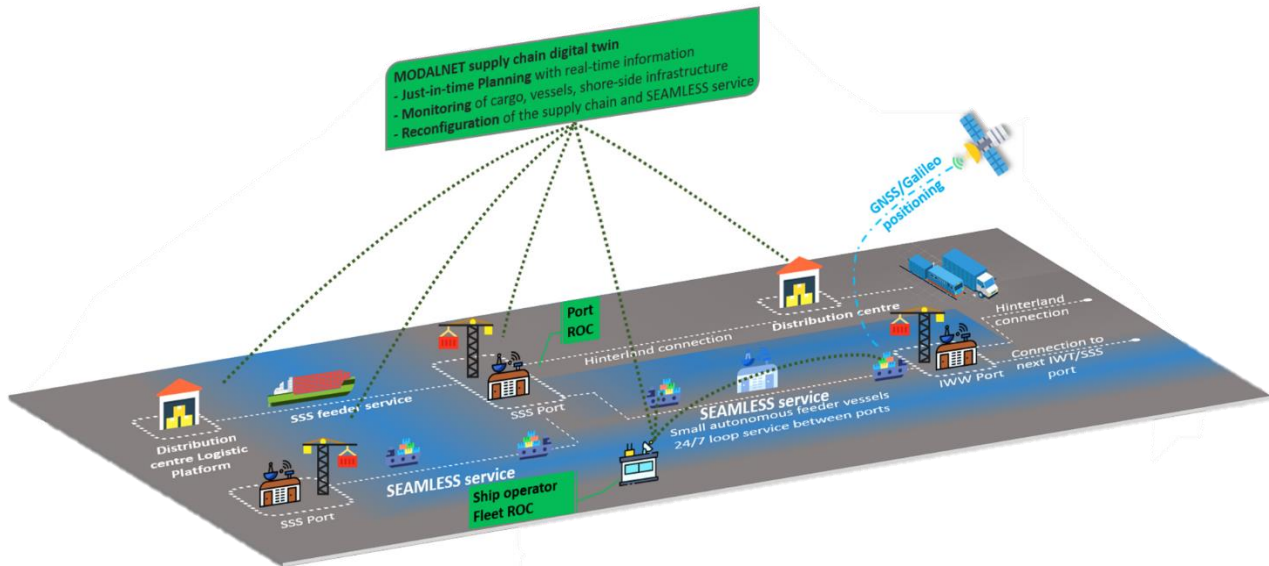 MODALNET supply chain digital twin
- Just-in-time Planning with real-time information
- Monitoring of cargo, vessels, shore-side infrastructure
- Reconfiguration of the supply chain and SEAMLESS service
GNSS/Galileo
positioning
Port
ROC
Distribution centre
Hinterland connection
Hinterland
connection
SSS feeder service
SSS Port
IWW Port
Connection to
next IWT/SSS
port
SEAMLESS service
Small autonomous feeder vessels
24/7 loop service between ports
Distribution
centre Logistic
Platform
SEAMLESS service
SSS Port
Ship operator
Fleet ROC